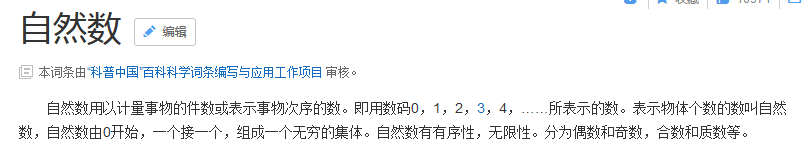 自然数 编辑
本词条由“科普中国”百科科学词条编写与应用工作项目 审核。
自然数用以计量事物的件数或表示事物次序的数。即用数码0，1，2，3，4，……所表示的数。表示物体个数的数叫自然
数，自然数由0开始，一个接一个，组成一个无穷的集体。自然数有有序性，无限性。分为偶数和奇数，合数和质数等。